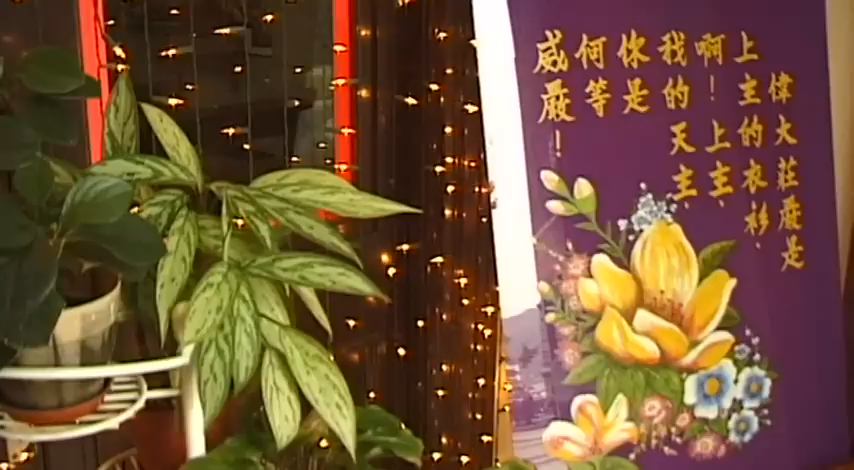 偉大莊嚴是
上主的衣衫.
啊！上主,
我的天主,
你是
何等
威嚴！